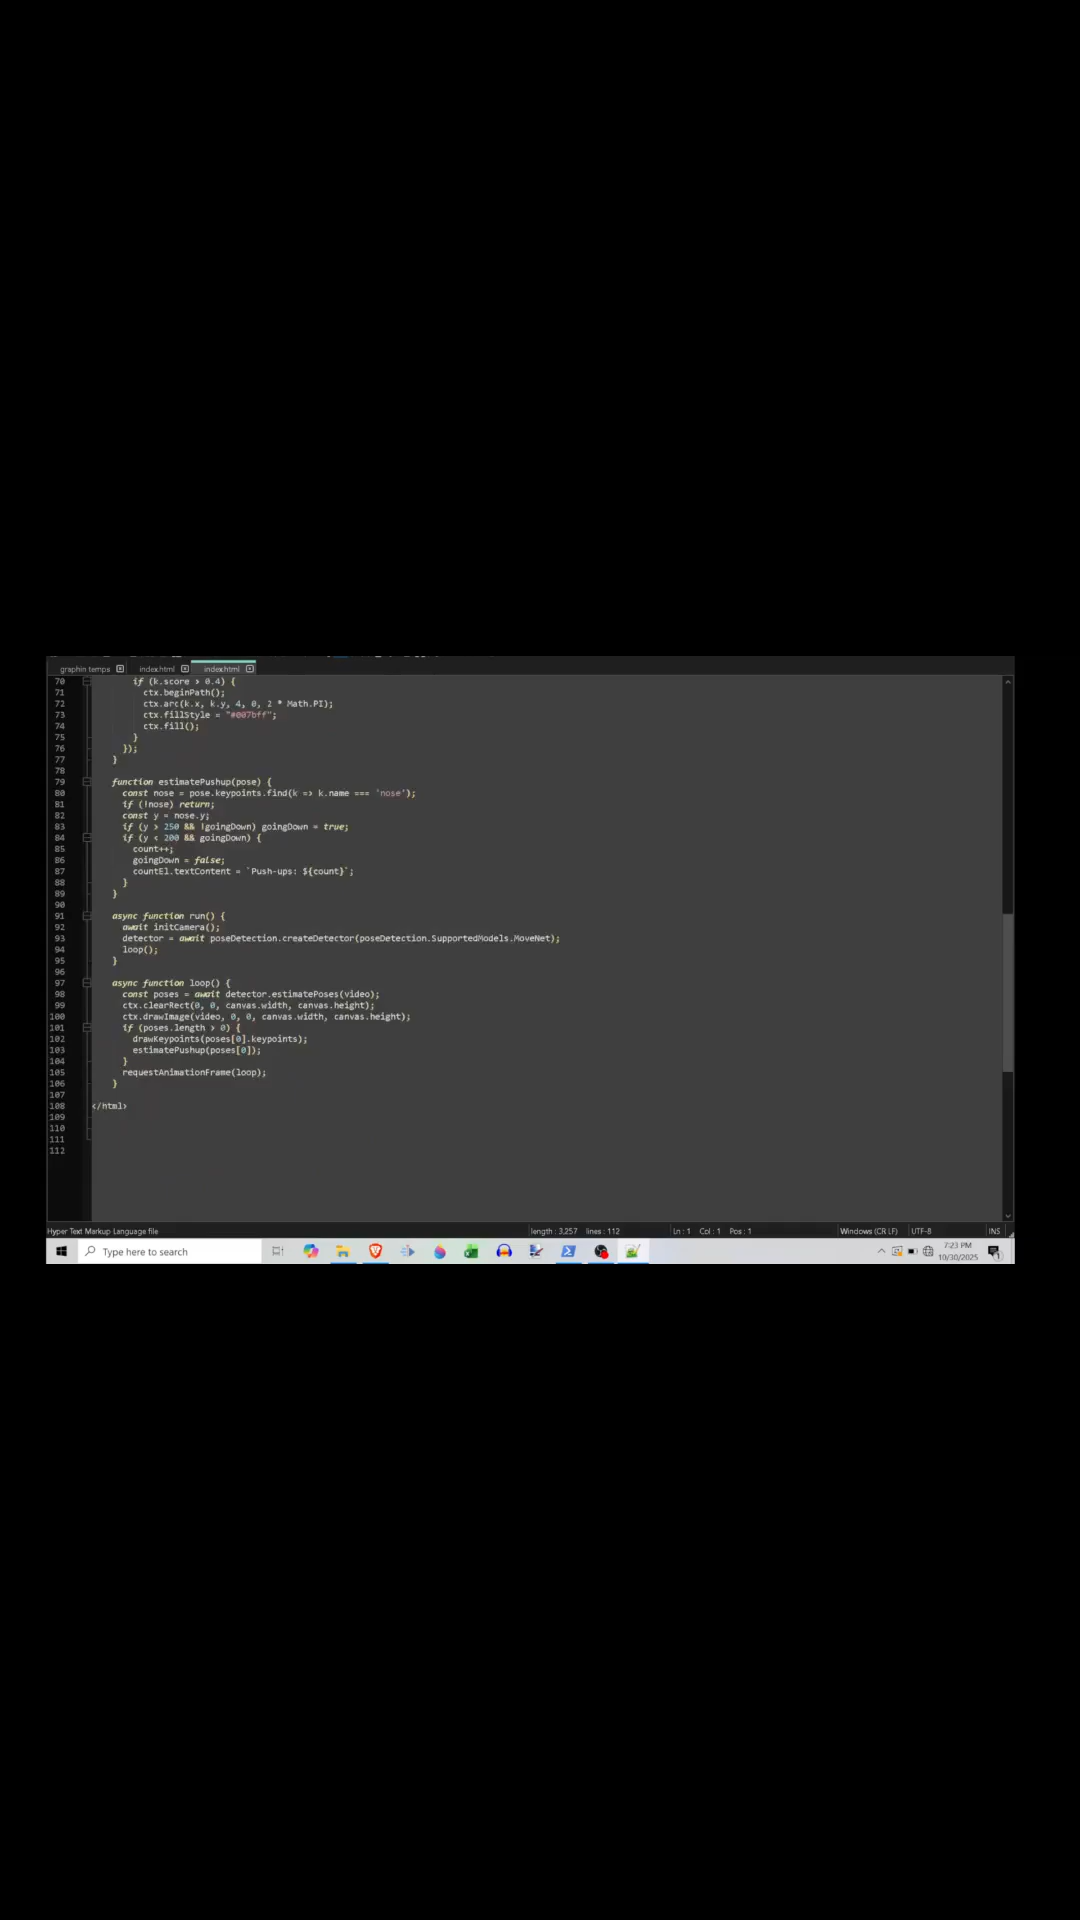 graphin temps index.html index.html
70 if (k.score > 0.4) {
71 ctx.beginPath();
72 ctx.arc(k.x, k.y, 4, 0, 2 * Math.PI);
73 ctx.fillStyle = "#007bff";
74 ctx.fill();
75 }
76 });
77 }
78
79 function estimatePushup(pose) {
80 const nose = pose.keypoints.find(k => k.name === 'nose');
81 if (!nose) return;
82 const y = nose.y;
83 if (y > 250 && !goingDown) goingDown = true;
84 if (y < 200 && goingDown) {
85 count++;
86 goingDown = false;
87 countEl.textContent = `Push-ups: ${count}`;
88 }
89 }
90
91 async function run() {
92 await initCamera();
93 detector = await poseDetection.createDetector(poseDetection.SupportedModels.MoveNet);
94 loop();
95 }
96
97 async function loop() {
98 const poses = await detector.estimatePoses(video);
99 ctx.clearRect(0, 0, canvas.width, canvas.height);
100 ctx.drawImage(video, 0, 0, canvas.width, canvas.height);
101 if (poses.length > 0) {
102 drawKeypoints(poses[0].keypoints);
103 estimatePushup(poses[0]);
104 }
105 requestAnimationFrame(loop);
106 }
107
108 </html>
109
110
111
112
Hyper Text Markup Language file length : 3,257 lines : 112 Ln : 1 Col : 1 Pos : 1 Windows (CR LF) UTF-8 INS
Type here to search 7:23 PM
10/30/2025